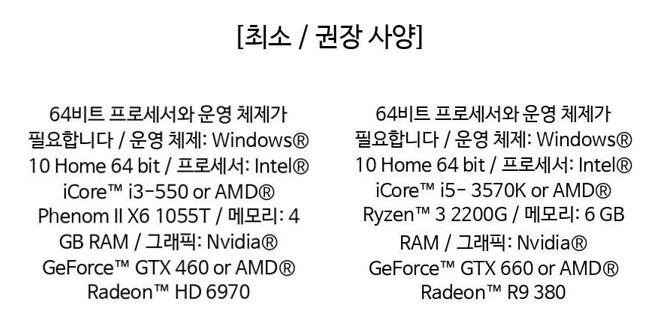 [최소 / 권장 사양]
64비트 프로세서와 운영 체제가
필요합니다 / 운영 체제: Windows®
10 Home 64 bit / 프로세서: Intel®
iCore™ i3-550 or AMD®
Phenom II X6 1055T / 메모리: 4
GB RAM / 그래픽: Nvidia®
GeForce™ GTX 460 or AMD®
Radeon™ HD 6970
64비트 프로세서와 운영 체제가
필요합니다 / 운영 체제: Windows®
10 Home 64 bit / 프로세서: Intel®
iCore™ i5- 3570K or AMD®
Ryzen™ 3 2200G / 메모리: 6 GB
RAM / 그래픽: Nvidia®
GeForce™ GTX 660 or AMD®
Radeon™ R9 380